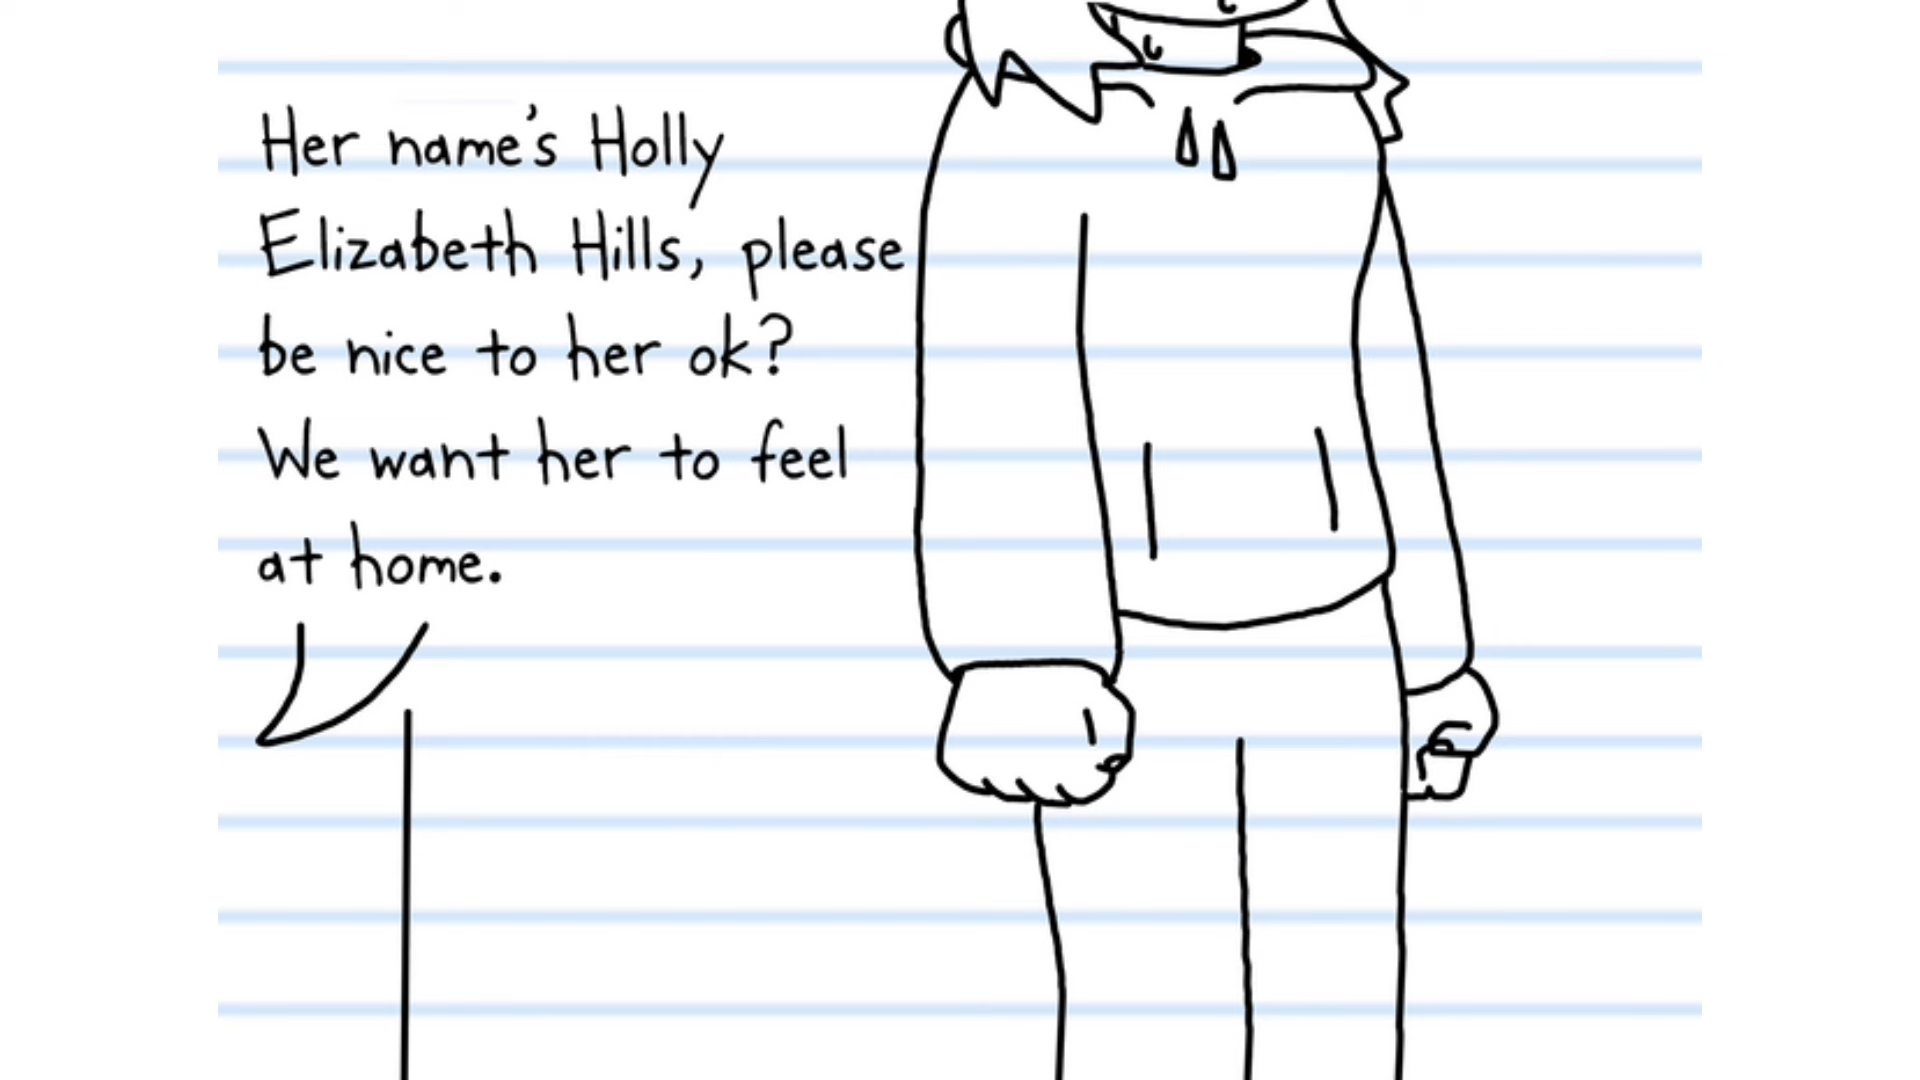 Her name's Holly
Elizabeth Hills, please
be nice to her ok?
We want her to feel
at home.